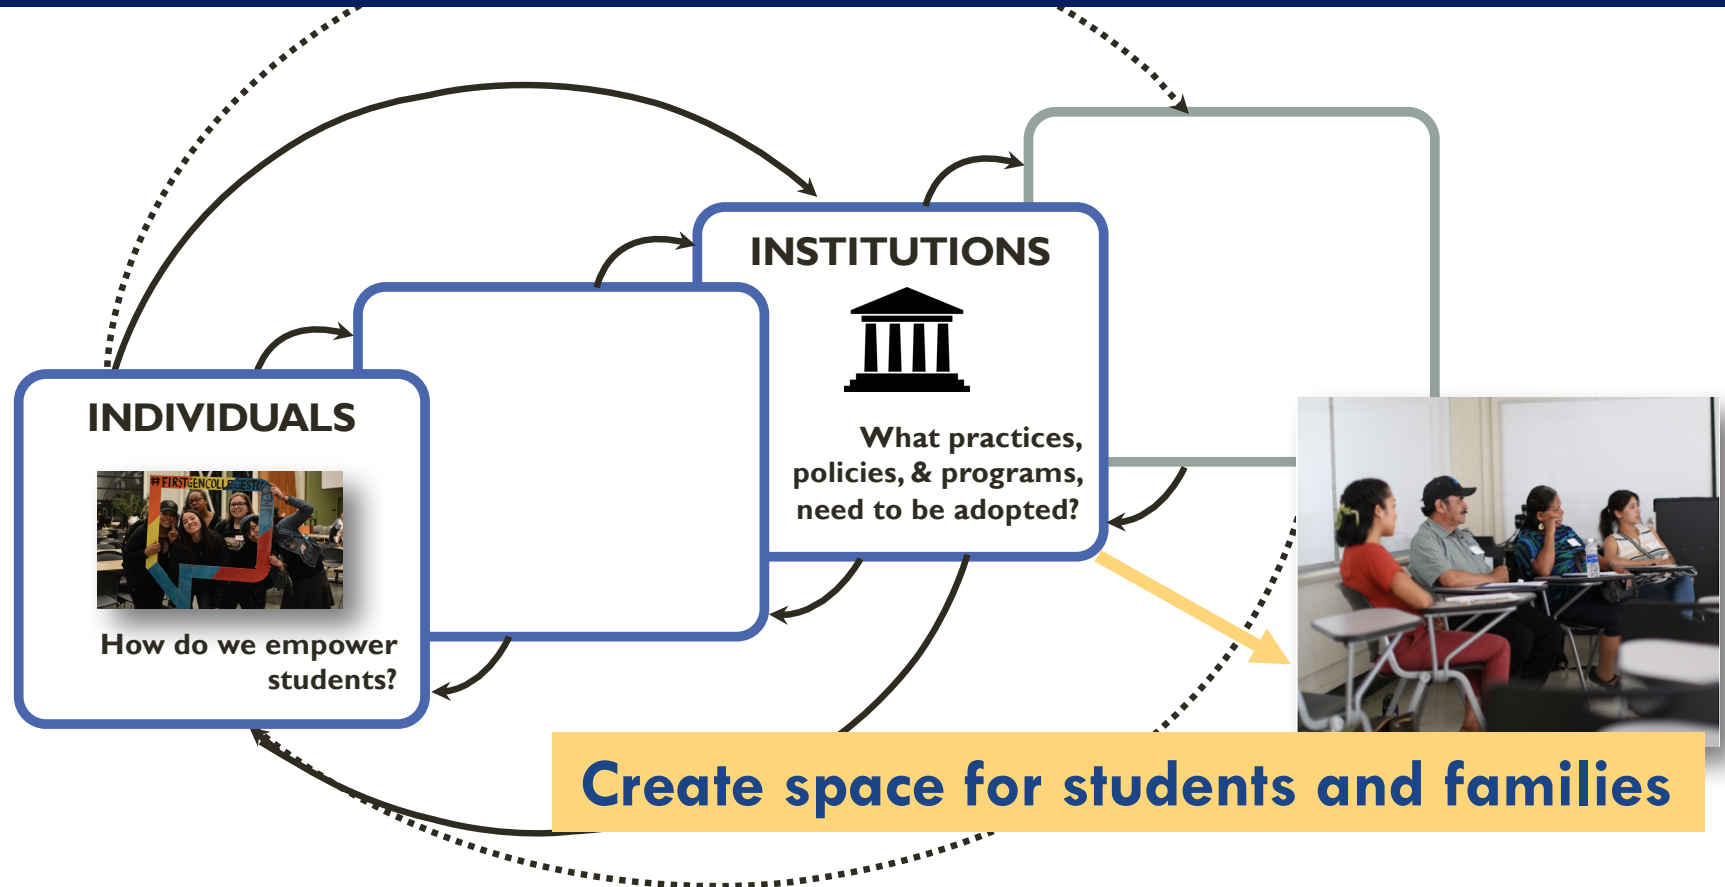 INSTITUTIONS
What practices,
policies, & programs,
need to be adopted?
INDIVIDUALS
How do we empower
students?
Create space for students and families